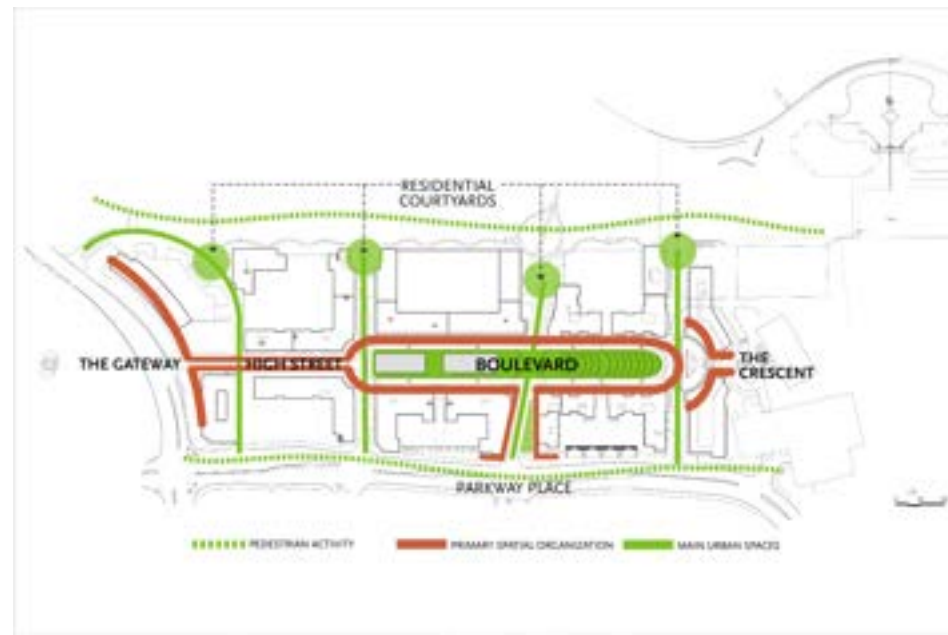 RESIDENTIAL
COURTYARDS
THE GATEWAY
HIGH STREET
BOULEVARD
THE
CRESCENT
PARKWAY PLACE
PEDESTRIAN ACTIVITY
PRIMARY SPATIAL ORGANIZATION
MAIN URBAN SPACES